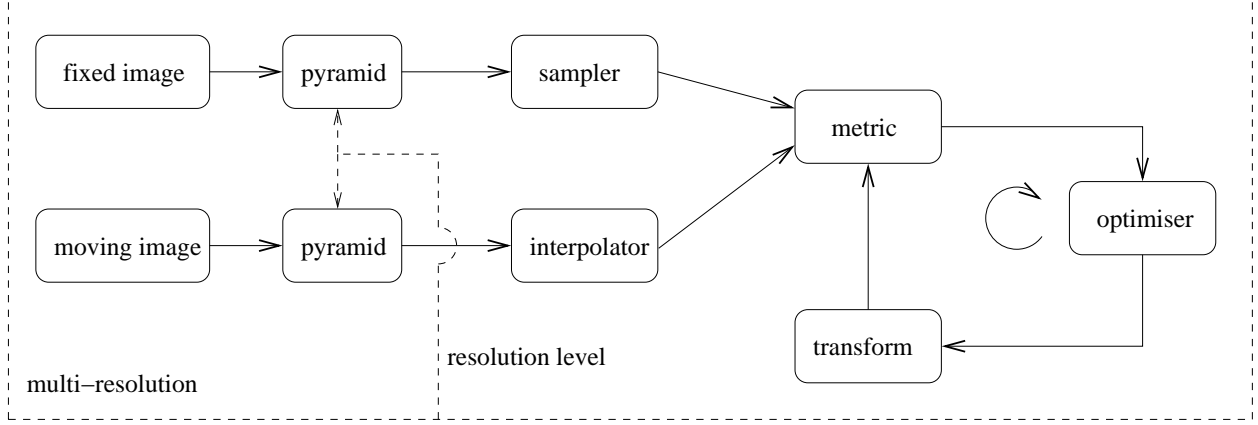 fixed image
pyramid
sampler
metric
moving image
pyramid
interpolator
optimiser
transform
resolution level
multi−resolution